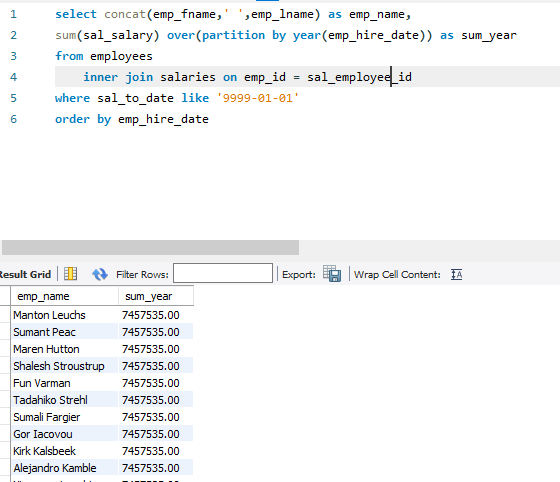 1 select concat(emp_fname,' ',emp_lname) as emp_name,
2 sum(sal_salary) over(partition by year(emp_hire_date)) as sum_year
3 from employees
4 inner join salaries on emp_id = sal_employee_id
5 where sal_to_date like '9999-01-01'
6 order by emp_hire_date
Result Grid Filter Rows: Export: Wrap Cell Content: IA
emp_name sum_year
Manton Leuchs 7457535.00
Sumant Peac 7457535.00
Maren Hutton 7457535.00
Shalesh Stroustrup 7457535.00
Fun Varman 7457535.00
Tadahiko Strehl 7457535.00
Sumali Fargier 7457535.00
Gor Iacovou 7457535.00
Kirk Kalsbeek 7457535.00
Alejandro Kamble 7457535.00